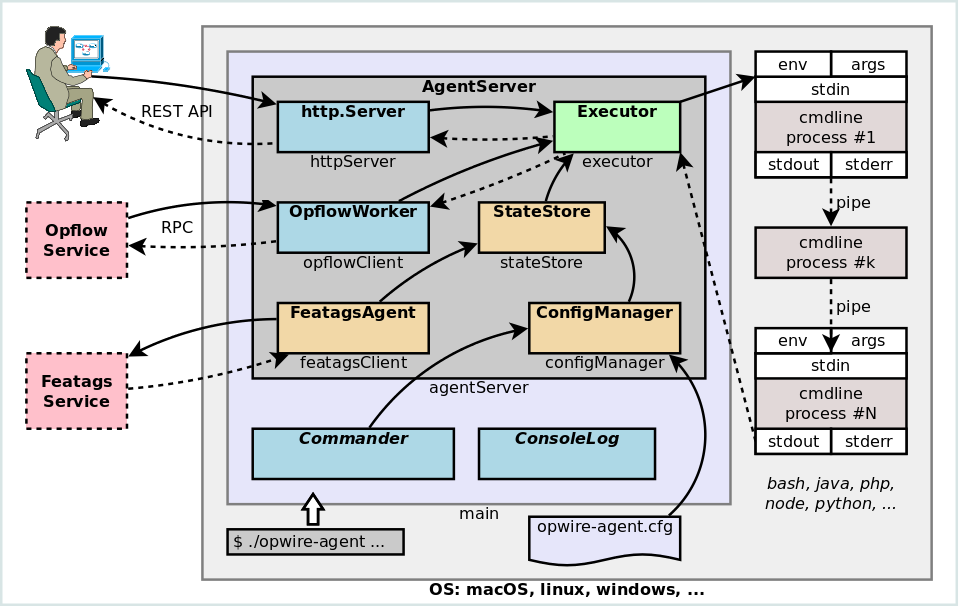 AgentServer
REST API
http.Server
httpServer
Executor
executor
env
args
stdin
cmdline
process #1
stdout
stderr
pipe
Opflow
Service
RPC
OpflowWorker
opflowClient
StateStore
stateStore
cmdline
process #k
pipe
Featags
Service
FeatagsAgent
featagsClient
ConfigManager
configManager
agentServer
env
args
stdin
cmdline
process #N
stdout
stderr
Commander
ConsoleLog
bash, java, php,
node, python, ...
main
$ ./opwire-agent ...
opwire-agent.cfg
OS: macOS, linux, windows, ...